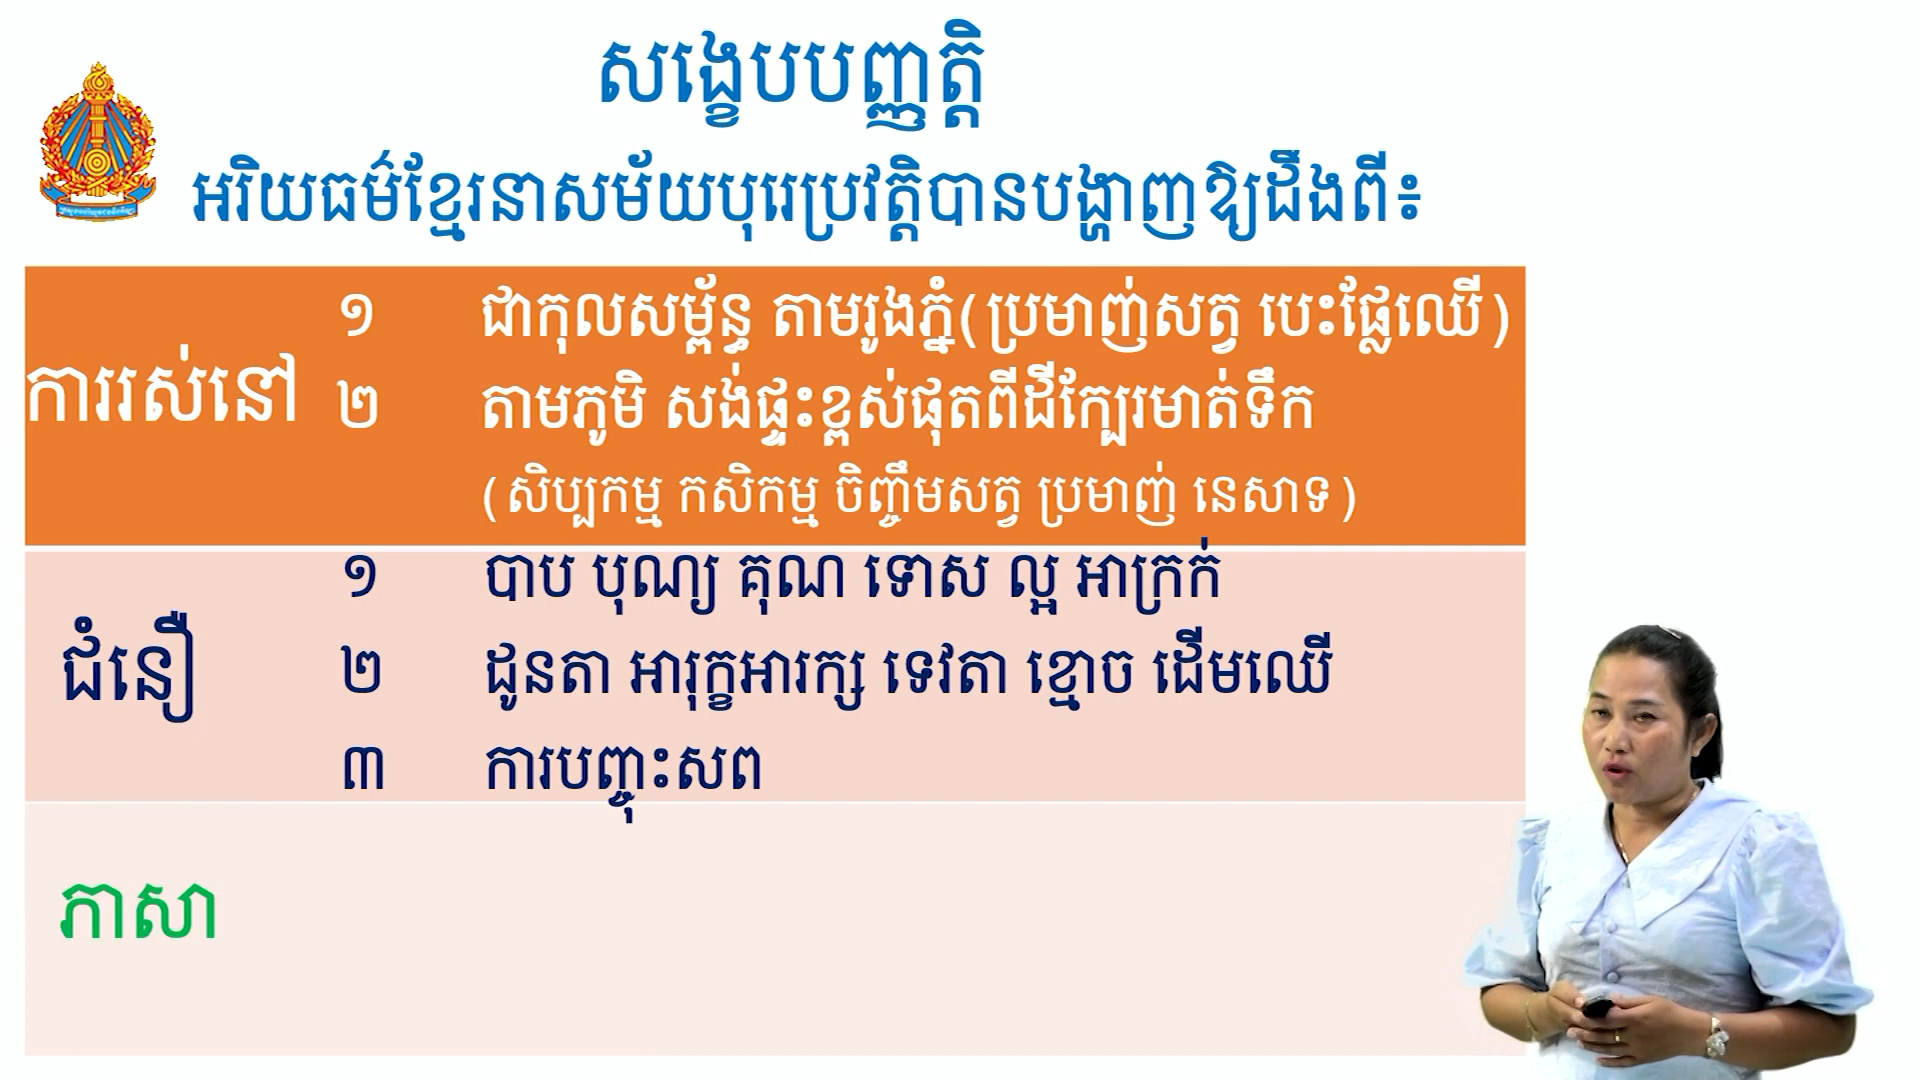 សង្ខេបបញ្ញត្តិ
អរិយធម៌ខ្មែរនាសម័យបុរេប្រវត្តិបានបង្ហាញឱ្យដឹងពី៖
ការរស់នៅ
១ ជាកុលសម្ព័ន្ធ តាមរូងភ្នំ(ប្រមាញ់សត្វ បេះផ្លែឈើ)
២ តាមភូមិ សង់ផ្ទះខ្ពស់ផុតពីដីក្បែរមាត់ទឹក
(សិប្បកម្ម កសិកម្ម ចិញ្ចឹមសត្វ ប្រមាញ់ នេសាទ)
ជំនឿ
១ បាប បុណ្យ គុណ ទោស ល្អ អាក្រក់
២ ដូនតា អារុក្ខអារក្ស ទេវតា ខ្មោច ដើមឈើ
៣ ការបញ្ចុះសព
ភាសា